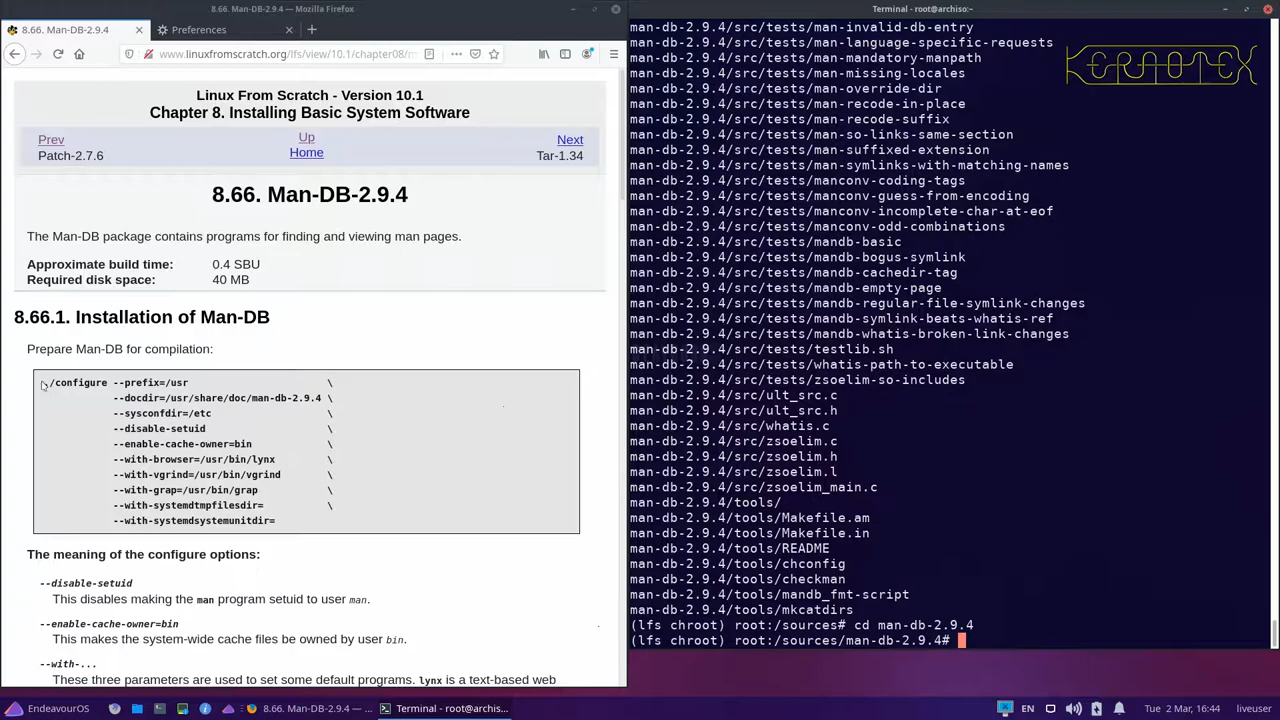 8.66. Man-DB-2.9.4 — Mozilla Firefox
8.66. Man-DB-2.9.4
Preferences
www.linuxfromscratch.org/lfs/view/10.1/chapter08/m
Linux From Scratch - Version 10.1
Chapter 8. Installing Basic System Software
Prev
Up
Next
Patch-2.7.6
Home
Tar-1.34
8.66. Man-DB-2.9.4
The Man-DB package contains programs for finding and viewing man pages.
Approximate build time: 0.4 SBU
Required disk space: 40 MB
8.66.1. Installation of Man-DB
Prepare Man-DB for compilation:
./configure --prefix=/usr \
--docdir=/usr/share/doc/man-db-2.9.4 \
--sysconfdir=/etc \
--disable-setuid \
--enable-cache-owner=bin \
--with-browser=/usr/bin/lynx \
--with-vgrind=/usr/bin/vgrind \
--with-grap=/usr/bin/grap \
--with-systemdtmpfilesdir= \
--with-systemdsystemunitdir=
The meaning of the configure options:
--disable-setuid
This disables making the man program setuid to user man.
--enable-cache-owner=bin
This makes the system-wide cache files be owned by user bin.
--with-...
These three parameters are used to set some default programs. lynx is a text-based web
Terminal - root@archiso:~
KERNOTEX
man-db-2.9.4/src/tests/man-invalid-db-entry
man-db-2.9.4/src/tests/man-language-specific-requests
man-db-2.9.4/src/tests/man-mandatory-manpath
man-db-2.9.4/src/tests/man-missing-locales
man-db-2.9.4/src/tests/man-override-dir
man-db-2.9.4/src/tests/man-recode-in-place
man-db-2.9.4/src/tests/man-recode-suffix
man-db-2.9.4/src/tests/man-so-links-same-section
man-db-2.9.4/src/tests/man-suffixed-extension
man-db-2.9.4/src/tests/man-symlinks-with-matching-names
man-db-2.9.4/src/tests/manconv-coding-tags
man-db-2.9.4/src/tests/manconv-guess-from-encoding
man-db-2.9.4/src/tests/manconv-incomplete-char-at-eof
man-db-2.9.4/src/tests/manconv-odd-combinations
man-db-2.9.4/src/tests/mandb-basic
man-db-2.9.4/src/tests/mandb-bogus-symlink
man-db-2.9.4/src/tests/mandb-cachedir-tag
man-db-2.9.4/src/tests/mandb-empty-page
man-db-2.9.4/src/tests/mandb-regular-file-symlink-changes
man-db-2.9.4/src/tests/mandb-symlink-beats-whatis-ref
man-db-2.9.4/src/tests/mandb-whatis-broken-link-changes
man-db-2.9.4/src/tests/testlib.sh
man-db-2.9.4/src/tests/whatis-path-to-executable
man-db-2.9.4/src/tests/zsoelim-so-includes
man-db-2.9.4/src/ult_src.c
man-db-2.9.4/src/ult_src.h
man-db-2.9.4/src/whatis.c
man-db-2.9.4/src/zsoelim.c
man-db-2.9.4/src/zsoelim.h
man-db-2.9.4/src/zsoelim.l
man-db-2.9.4/src/zsoelim_main.c
man-db-2.9.4/tools/
man-db-2.9.4/tools/Makefile.am
man-db-2.9.4/tools/Makefile.in
man-db-2.9.4/tools/README
man-db-2.9.4/tools/chconfig
man-db-2.9.4/tools/checkman
man-db-2.9.4/tools/mandb_fmt-script
man-db-2.9.4/tools/mkcatdirs
(lfs chroot) root:/sources# cd man-db-2.9.4
(lfs chroot) root:/sources/man-db-2.9.4#
EndeavourOS
8.66. Man-DB-2.9.4 — ...
Terminal - root@archis...
EN
Tue 2 Mar, 16:44
liveuser